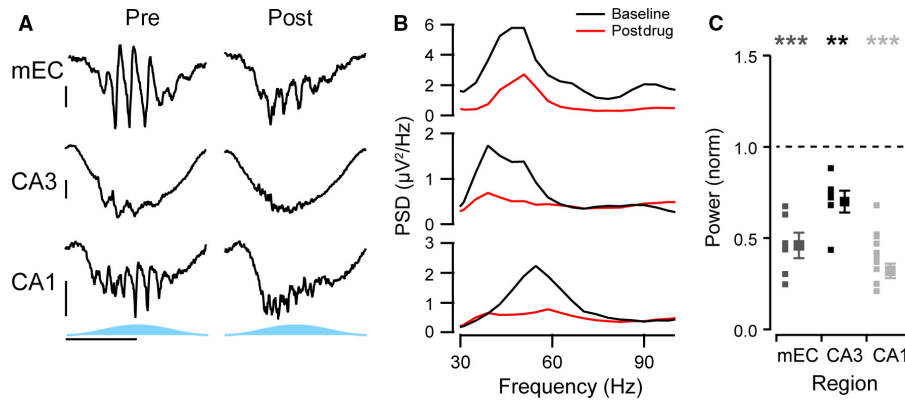 A
Pre
Post
mEC
CA3
CA1
B
Baseline
Postdrug
PSD (µV²/Hz)
6
4
2
0
2
1
0
3
2
1
0
30
60
90
Frequency (Hz)
C
*** ** ***
Power (norm)
1.5
1.0
0.5
0.0
mEC CA3 CA1
Region